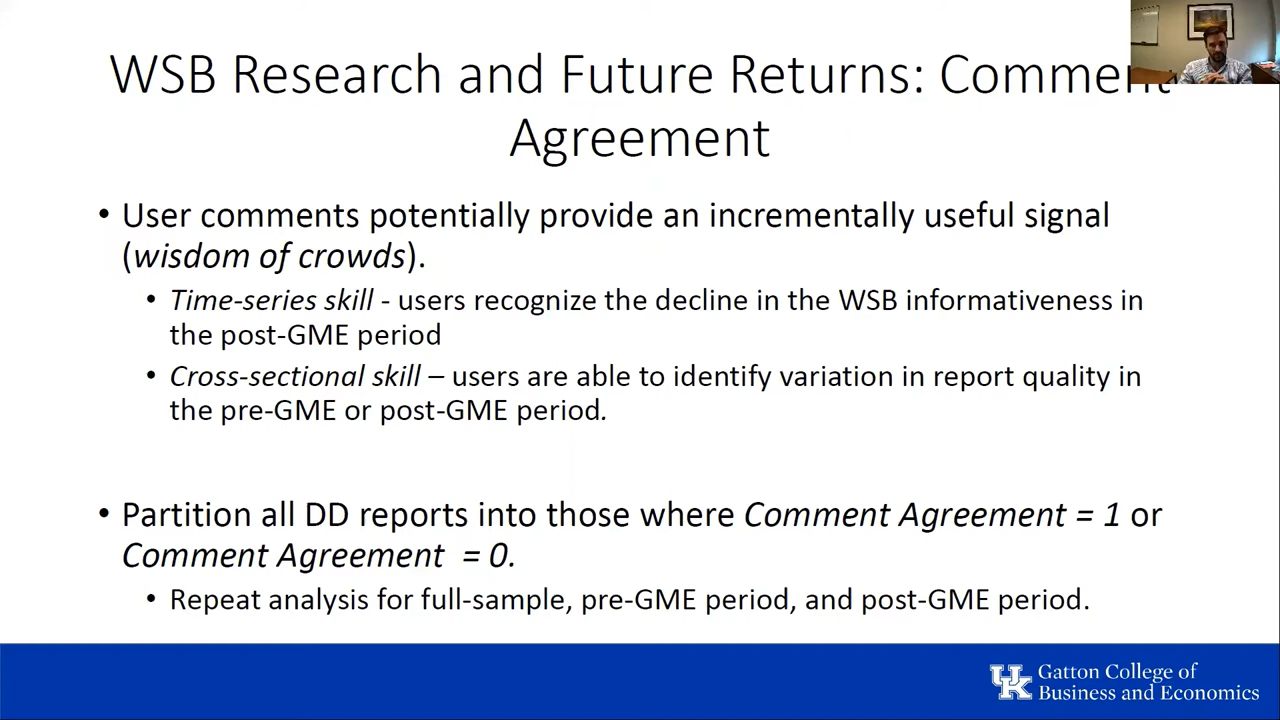 WSB Research and Future Returns: Comment
Agreement
• User comments potentially provide an incrementally useful signal
(wisdom of crowds).
• Time-series skill - users recognize the decline in the WSB informativeness in
the post-GME period
• Cross-sectional skill – users are able to identify variation in report quality in
the pre-GME or post-GME period.
• Partition all DD reports into those where Comment Agreement = 1 or
Comment Agreement = 0.
• Repeat analysis for full-sample, pre-GME period, and post-GME period.
UK
Gatton College of
Business and Economics